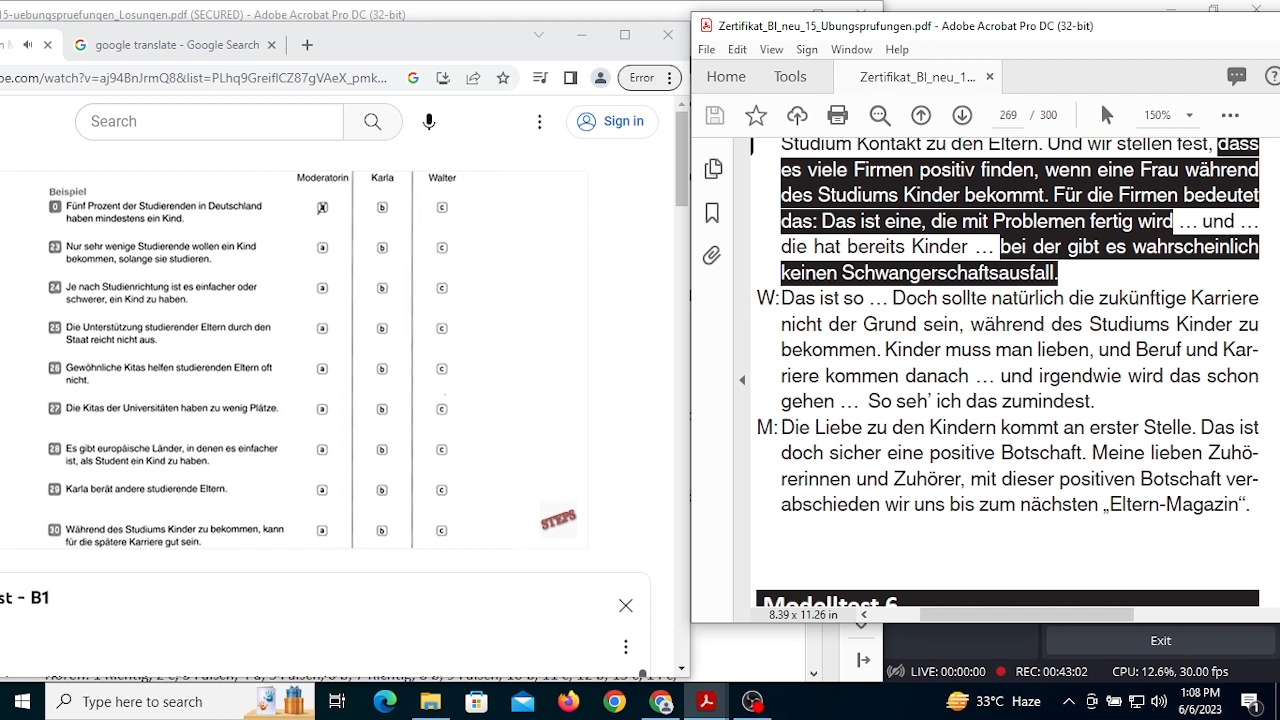 15-uebungspruefungen_Losungen.pdf (SECURED) - Adobe Acrobat Pro DC (32-bit)
google translate - Google Search
be.com/watch?v=aj94BnJrmQ8&list=PLhq9GreiflCZ87gVAeX_pmk...
Error
Search
Sign in
Moderatorin Karla Walter
Beispiel
0 Fünf Prozent der Studierenden in Deutschland
haben mindestens ein Kind.
b c
23 Nur sehr wenige Studierende wollen ein Kind
bekommen, solange sie studieren.
a b c
24 Je nach Studienrichtung ist es einfacher oder
schwerer, ein Kind zu haben.
a b c
25 Die Unterstützung studierender Eltern durch den
Staat reicht nicht aus.
a b c
26 Gewöhnliche Kitas helfen studierenden Eltern oft
nicht.
a b c
27 Die Kitas der Universitäten haben zu wenig Plätze.
a b c
28 Es gibt europäische Länder, in denen es einfacher
ist, als Student ein Kind zu haben.
a b c
29 Karla berät andere studierende Eltern.
a b c
30 Während des Studiums Kinder zu bekommen, kann
für die spätere Karriere gut sein.
a b c
STEPS
st - B1
Zertifikat_BI_neu_15_Ubungsprufungen.pdf - Adobe Acrobat Pro DC (32-bit)
File Edit View Sign Window Help
Home Tools Zertifikat_BI_neu_1...
269 / 300 150%
Studium Kontakt zu den Eltern. Und wir stellen fest, dass
es viele Firmen positiv finden, wenn eine Frau während
des Studiums Kinder bekommt. Für die Firmen bedeutet
das: Das ist eine, die mit Problemen fertig wird … und …
die hat bereits Kinder … bei der gibt es wahrscheinlich
keinen Schwangerschaftsausfall.
W: Das ist so … Doch sollte natürlich die zukünftige Karriere
nicht der Grund sein, während des Studiums Kinder zu
bekommen. Kinder muss man lieben, und Beruf und Kar-
riere kommen danach … und irgendwie wird das schon
gehen … So seh’ ich das zumindest.
M: Die Liebe zu den Kindern kommt an erster Stelle. Das ist
doch sicher eine positive Botschaft. Meine lieben Zuhö-
rerinnen und Zuhörer, mit dieser positiven Botschaft ver-
abschieden wir uns bis zum nächsten „Eltern-Magazin“.
Modelltest 6
8.39 x 11.26 in
Exit
LIVE: 00:00:00 REC: 00:43:02 CPU: 12.6%, 30.00 fps
Type here to search
33°C Haze
1:08 PM
6/6/2023
1